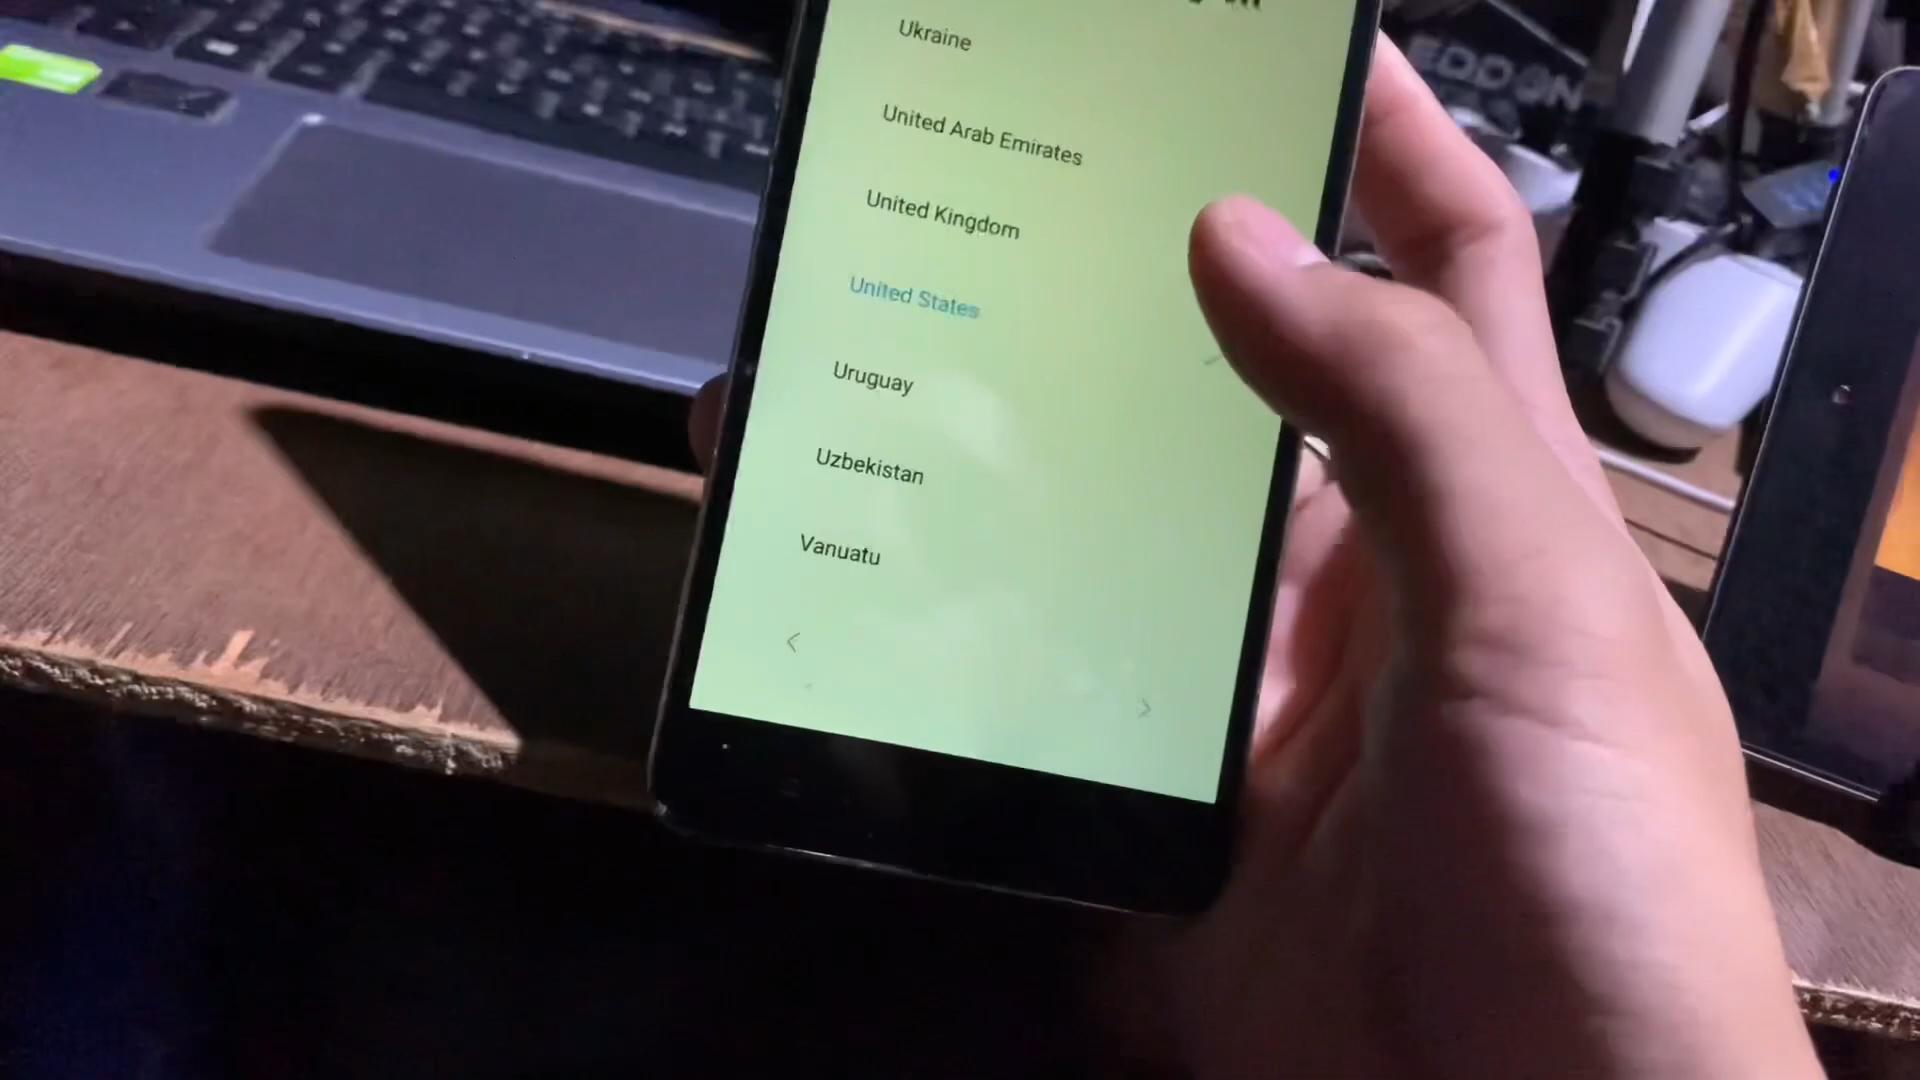 Ukraine
United Arab Emirates
United Kingdom
United States
Uruguay
Uzbekistan
Vanuatu